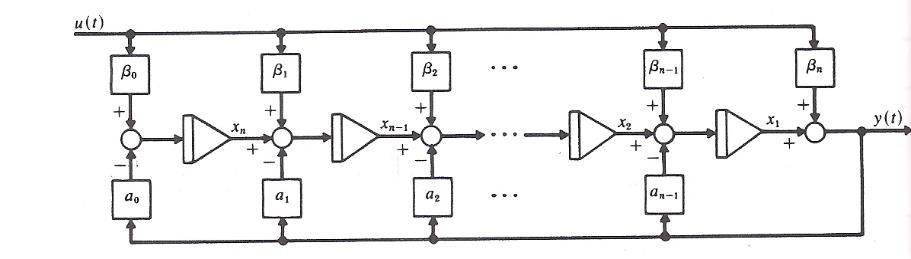 u(t)
β₀ β₁ β₂ ... βₙ₋₁ βₙ
+ + + + +
xₙ xₙ₋₁ x₂ x₁ y(t)
+ + + +
− − − −
a₀ a₁ a₂ ... aₙ₋₁